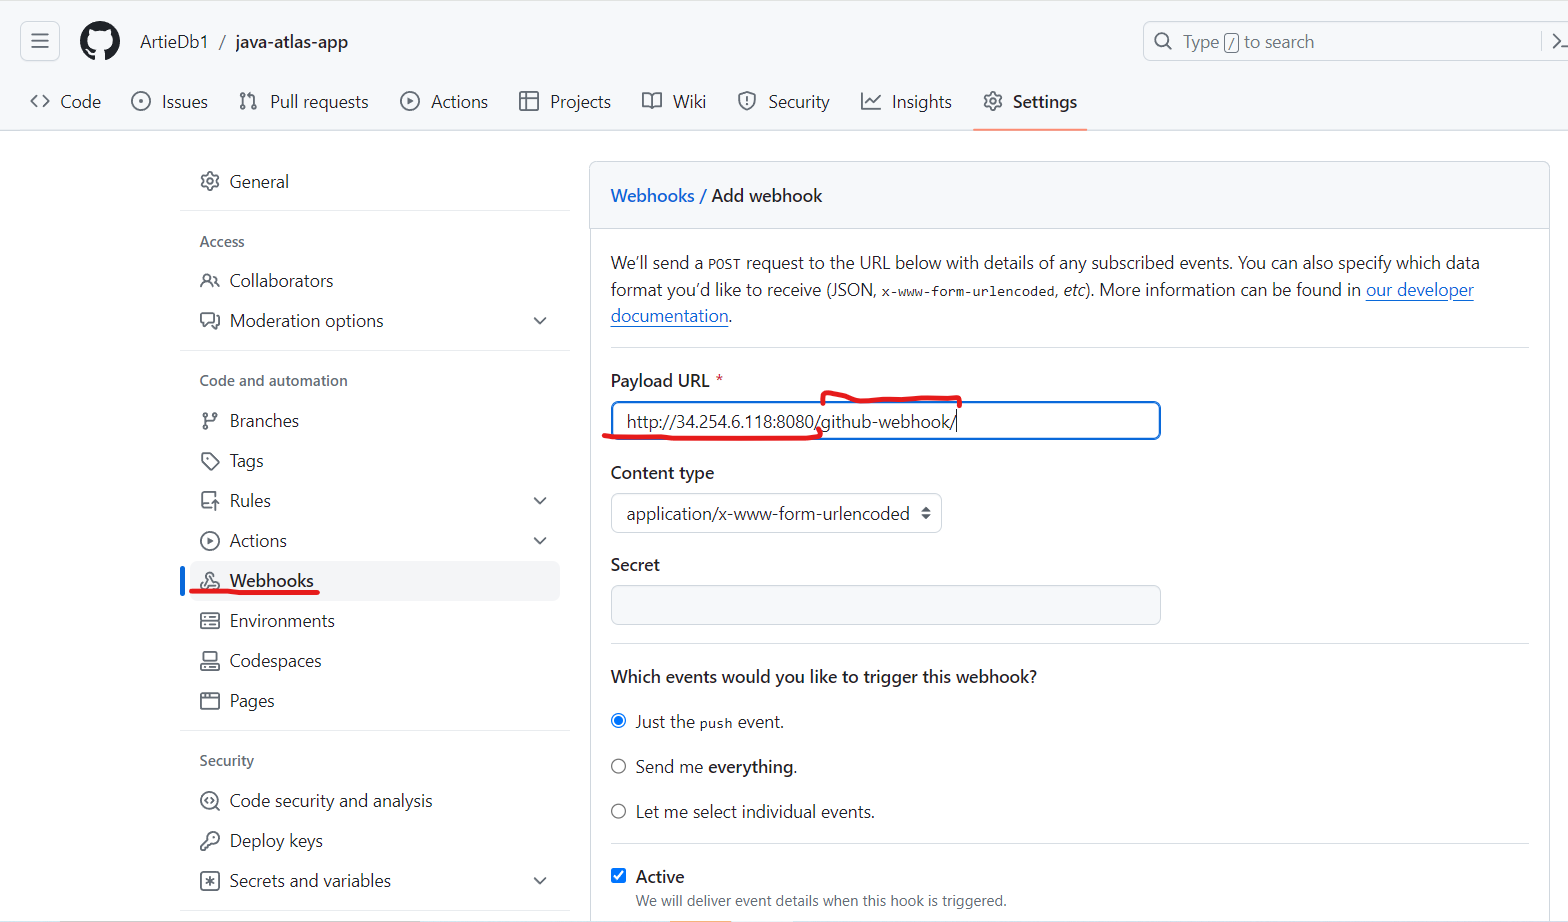 ArtieDb1 / java-atlas-app
Type / to search
Code Issues Pull requests Actions Projects Wiki Security Insights Settings
General
Access
Collaborators
Moderation options
Code and automation
Branches
Tags
Rules
Actions
Webhooks
Environments
Codespaces
Pages
Security
Code security and analysis
Deploy keys
Secrets and variables
Webhooks / Add webhook
We’ll send a POST request to the URL below with details of any subscribed events. You can also specify which data
format you’d like to receive (JSON, x-www-form-urlencoded, etc). More information can be found in our developer
documentation.
Payload URL *
http://34.254.6.118:8080/github-webhook/
Content type
application/x-www-form-urlencoded
Secret
Which events would you like to trigger this webhook?
Just the push event.
Send me everything.
Let me select individual events.
Active
We will deliver event details when this hook is triggered.